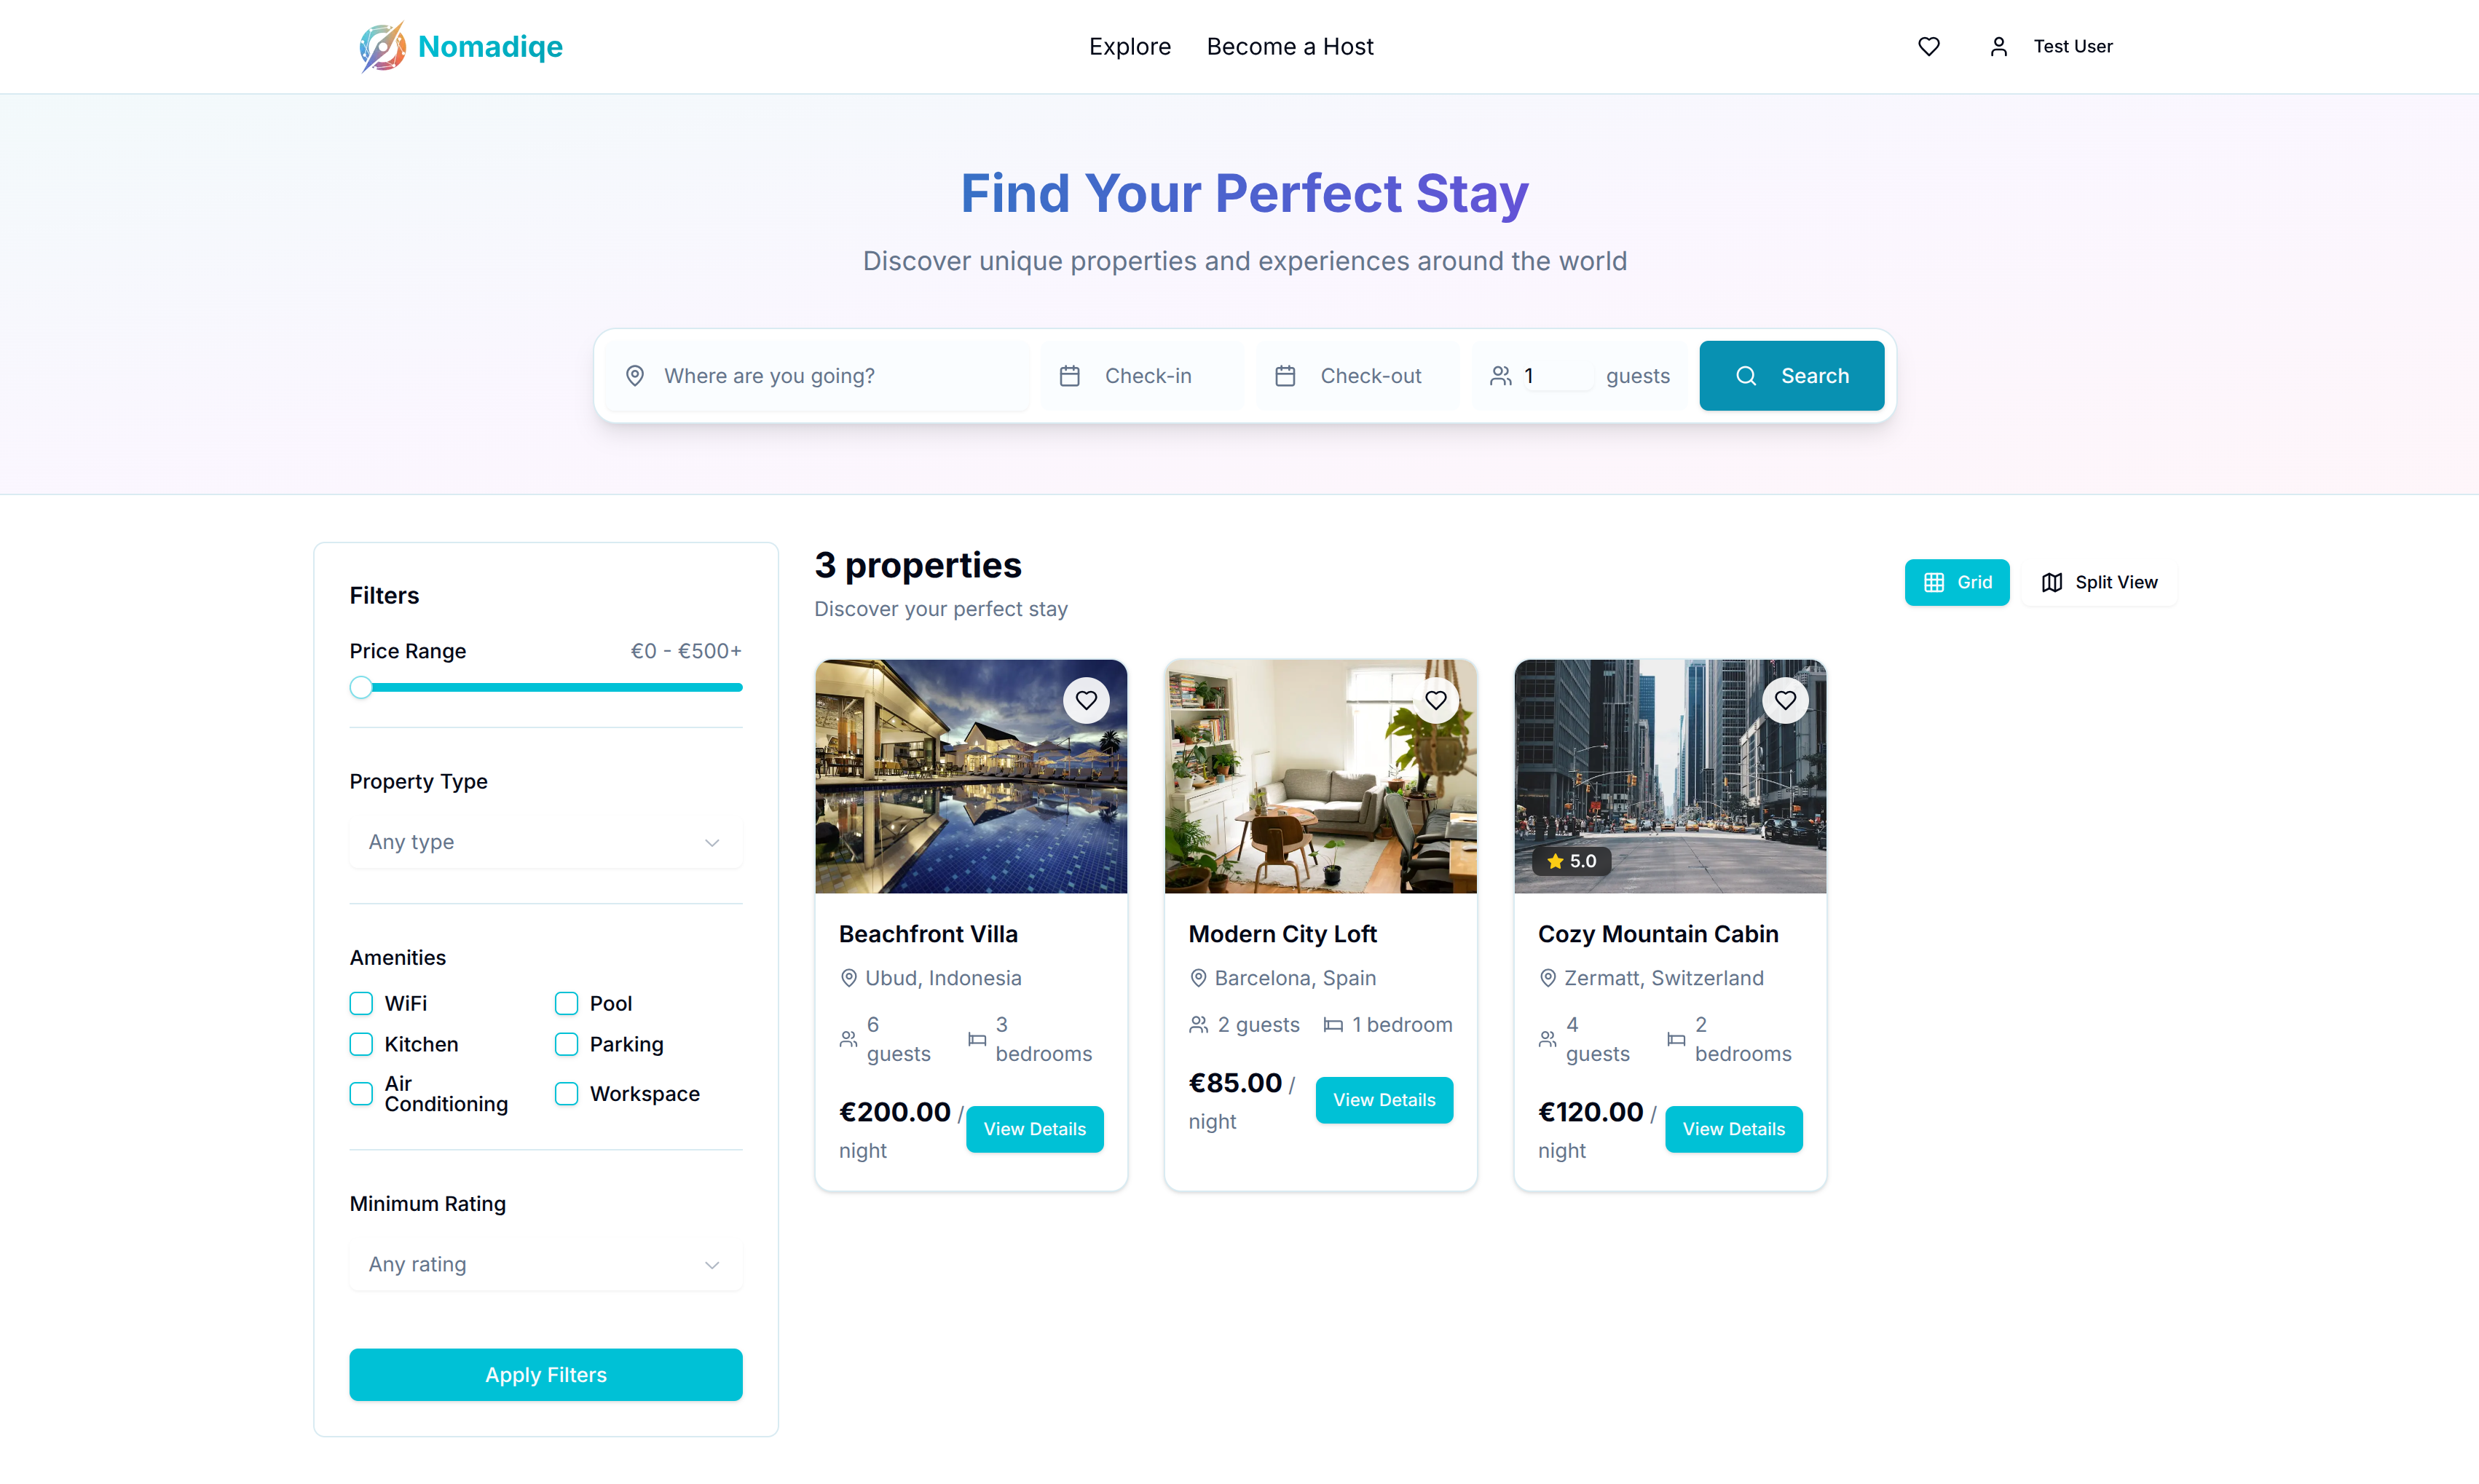 Nomadiqe
Explore
Become a Host
Test User
Find Your Perfect Stay
Discover unique properties and experiences around the world
Where are you going?
Check-in
Check-out
1
guests
Search
Filters
Price Range
€0 - €500+
Property Type
Any type
Amenities
WiFi
Pool
Kitchen
Parking
Air
Conditioning
Workspace
Minimum Rating
Any rating
Apply Filters
3 properties
Discover your perfect stay
Grid
Split View
Beachfront Villa
Ubud, Indonesia
6
guests
3
bedrooms
€200.00 /
night
View Details
Modern City Loft
Barcelona, Spain
2 guests
1 bedroom
€85.00 /
night
View Details
5.0
Cozy Mountain Cabin
Zermatt, Switzerland
4
guests
2
bedrooms
€120.00 /
night
View Details